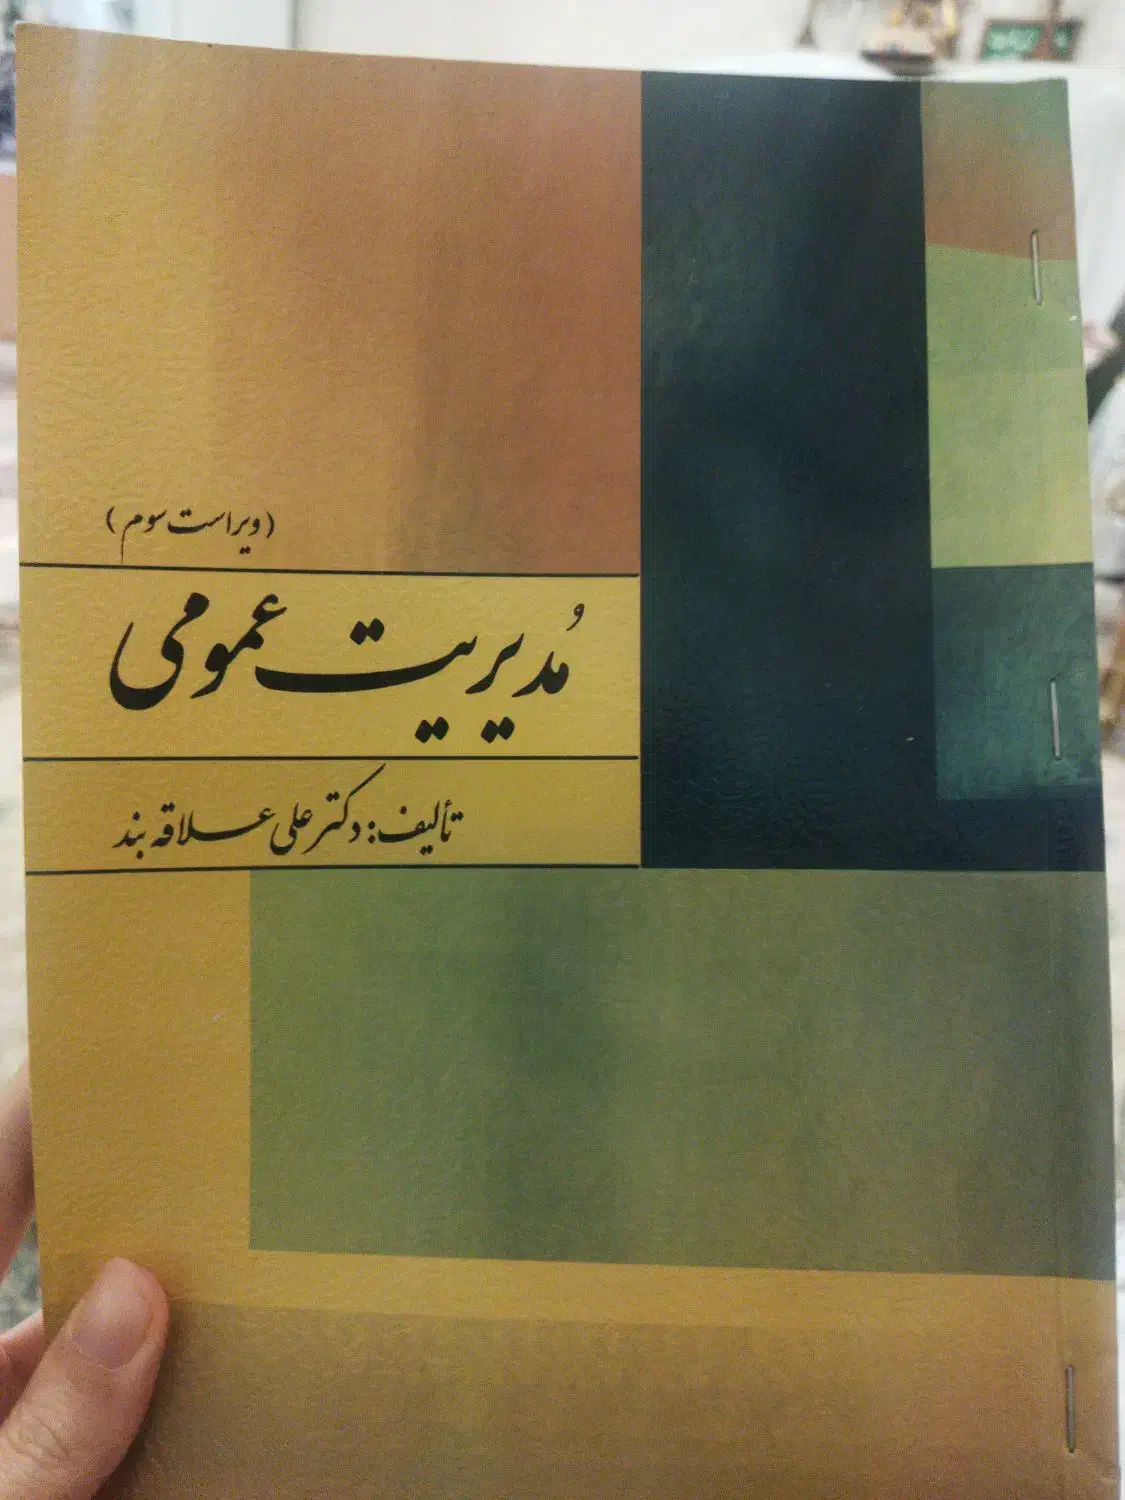 (ویراست سوم)
مُدیریت عمومی
تألیف: دکتر علی علاقه بند